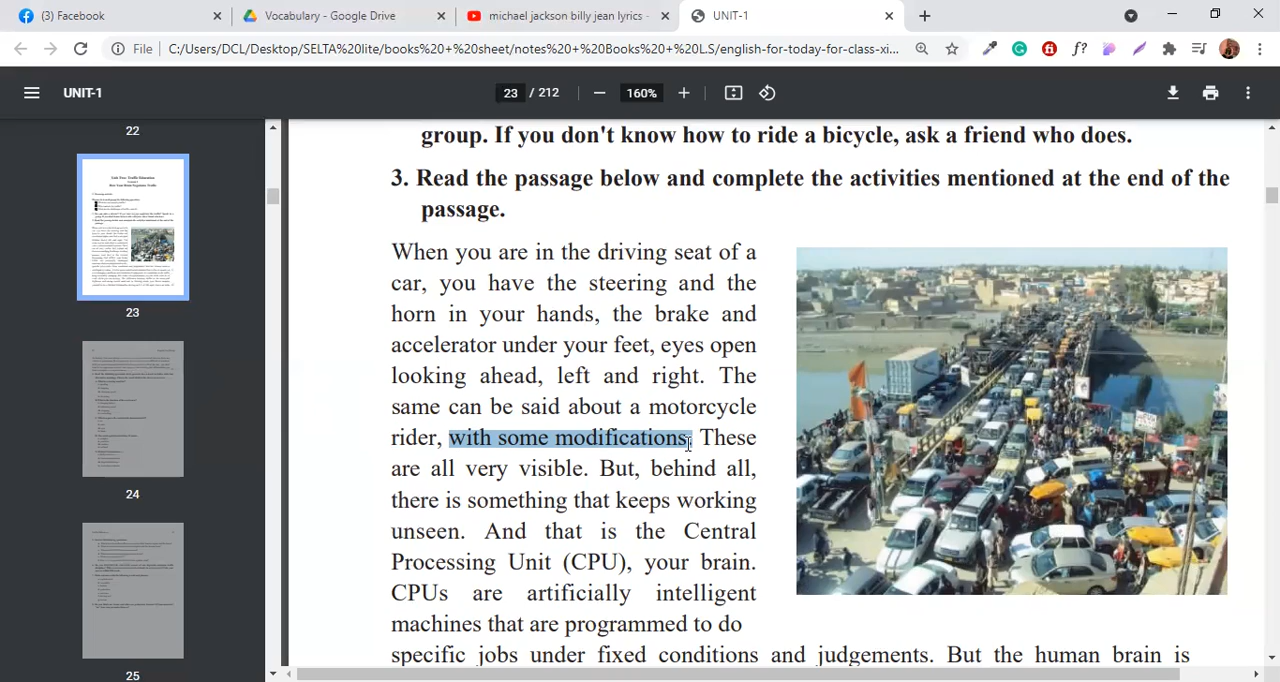 (3) Facebook
Vocabulary - Google Drive
michael jackson billy jean lyrics -
UNIT-1
File
C:/Users/DCL/Desktop/SELTA%20lite/books%20+%20sheet/notes%20+%20Books%20+%20L.S/english-for-today-for-class-xi...
f?
UNIT-1
23 / 212
160%
22
23
24
25
group. If you don't know how to ride a bicycle, ask a friend who does.
3. Read the passage below and complete the activities mentioned at the end of the
passage.
When you are in the driving seat of a
car, you have the steering and the
horn in your hands, the brake and
accelerator under your feet, eyes open
looking ahead, left and right. The
same can be said about a motorcycle
rider, with some modifications. These
are all very visible. But, behind all,
there is something that keeps working
unseen. And that is the Central
Processing Unit (CPU), your brain.
CPUs are artificially intelligent
machines that are programmed to do
specific jobs under fixed conditions and judgements. But the human brain is